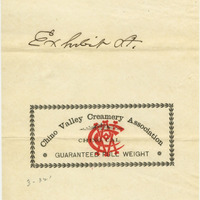 Exhibit A.
Chino Valley Creamery Association
GUARANTEED FULL WEIGHT